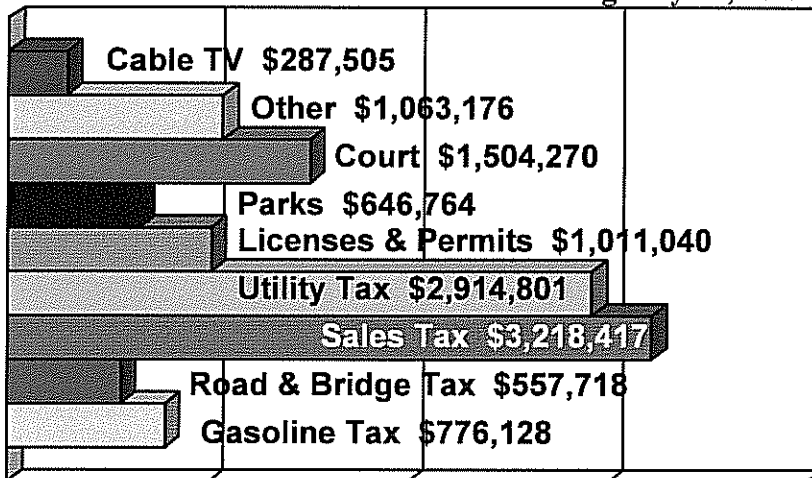 Cable TV $287,505
Other $1,063,176
Court $1,504,270
Parks $646,764
Licenses & Permits $1,011,040
Utility Tax $2,914,801
Sales Tax $3,218,417
Road & Bridge Tax $557,718
Gasoline Tax $776,128